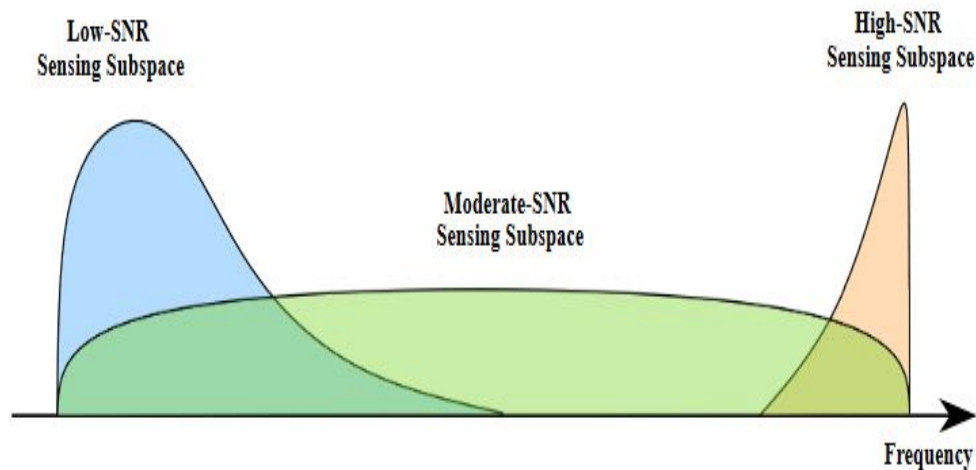 Low-SNR
Sensing Subspace
High-SNR
Sensing Subspace
Moderate-SNR
Sensing Subspace
Frequency